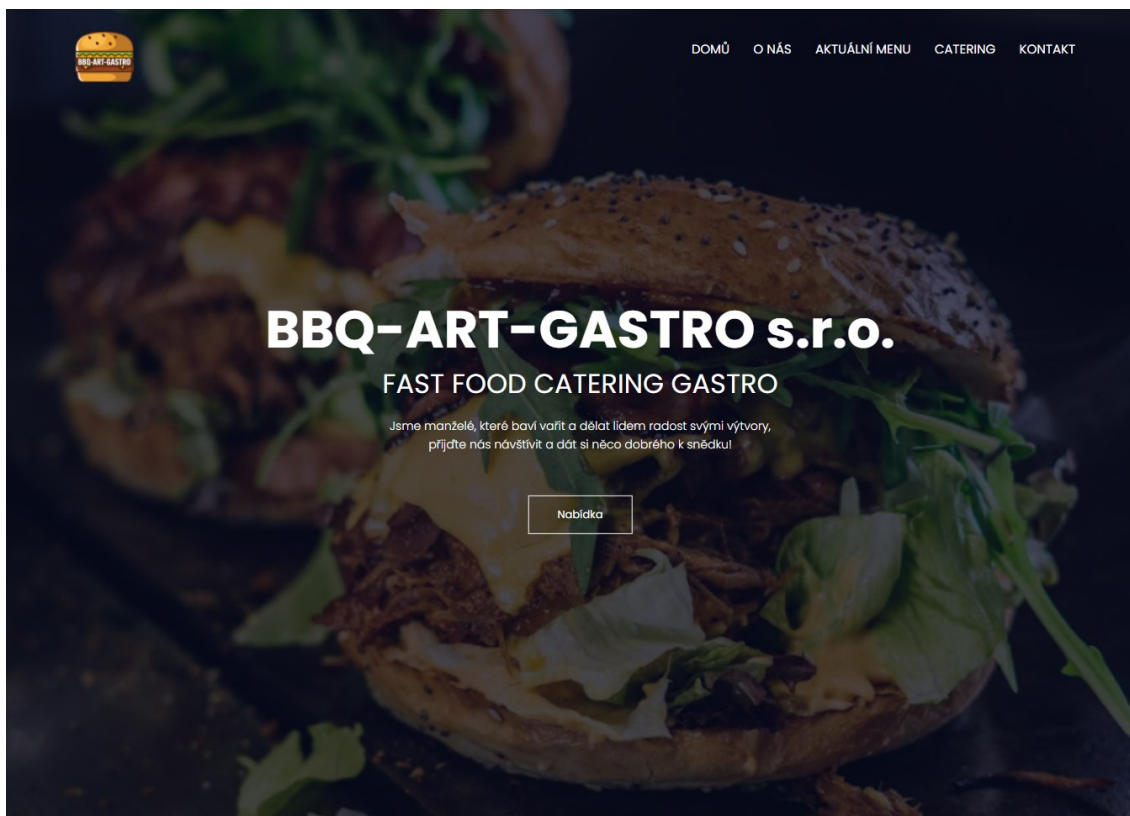 BBQ-ART-GASTRO
DOMŮ O NÁS AKTUÁLNÍ MENU CATERING KONTAKT
BBQ-ART-GASTRO s.r.o.
FAST FOOD CATERING GASTRO
Jsme manželé, které baví vařit a dělat lidem radost svými výtvory,
přijďte nás návštívit a dát si něco dobrého k snědku!
Nabídka